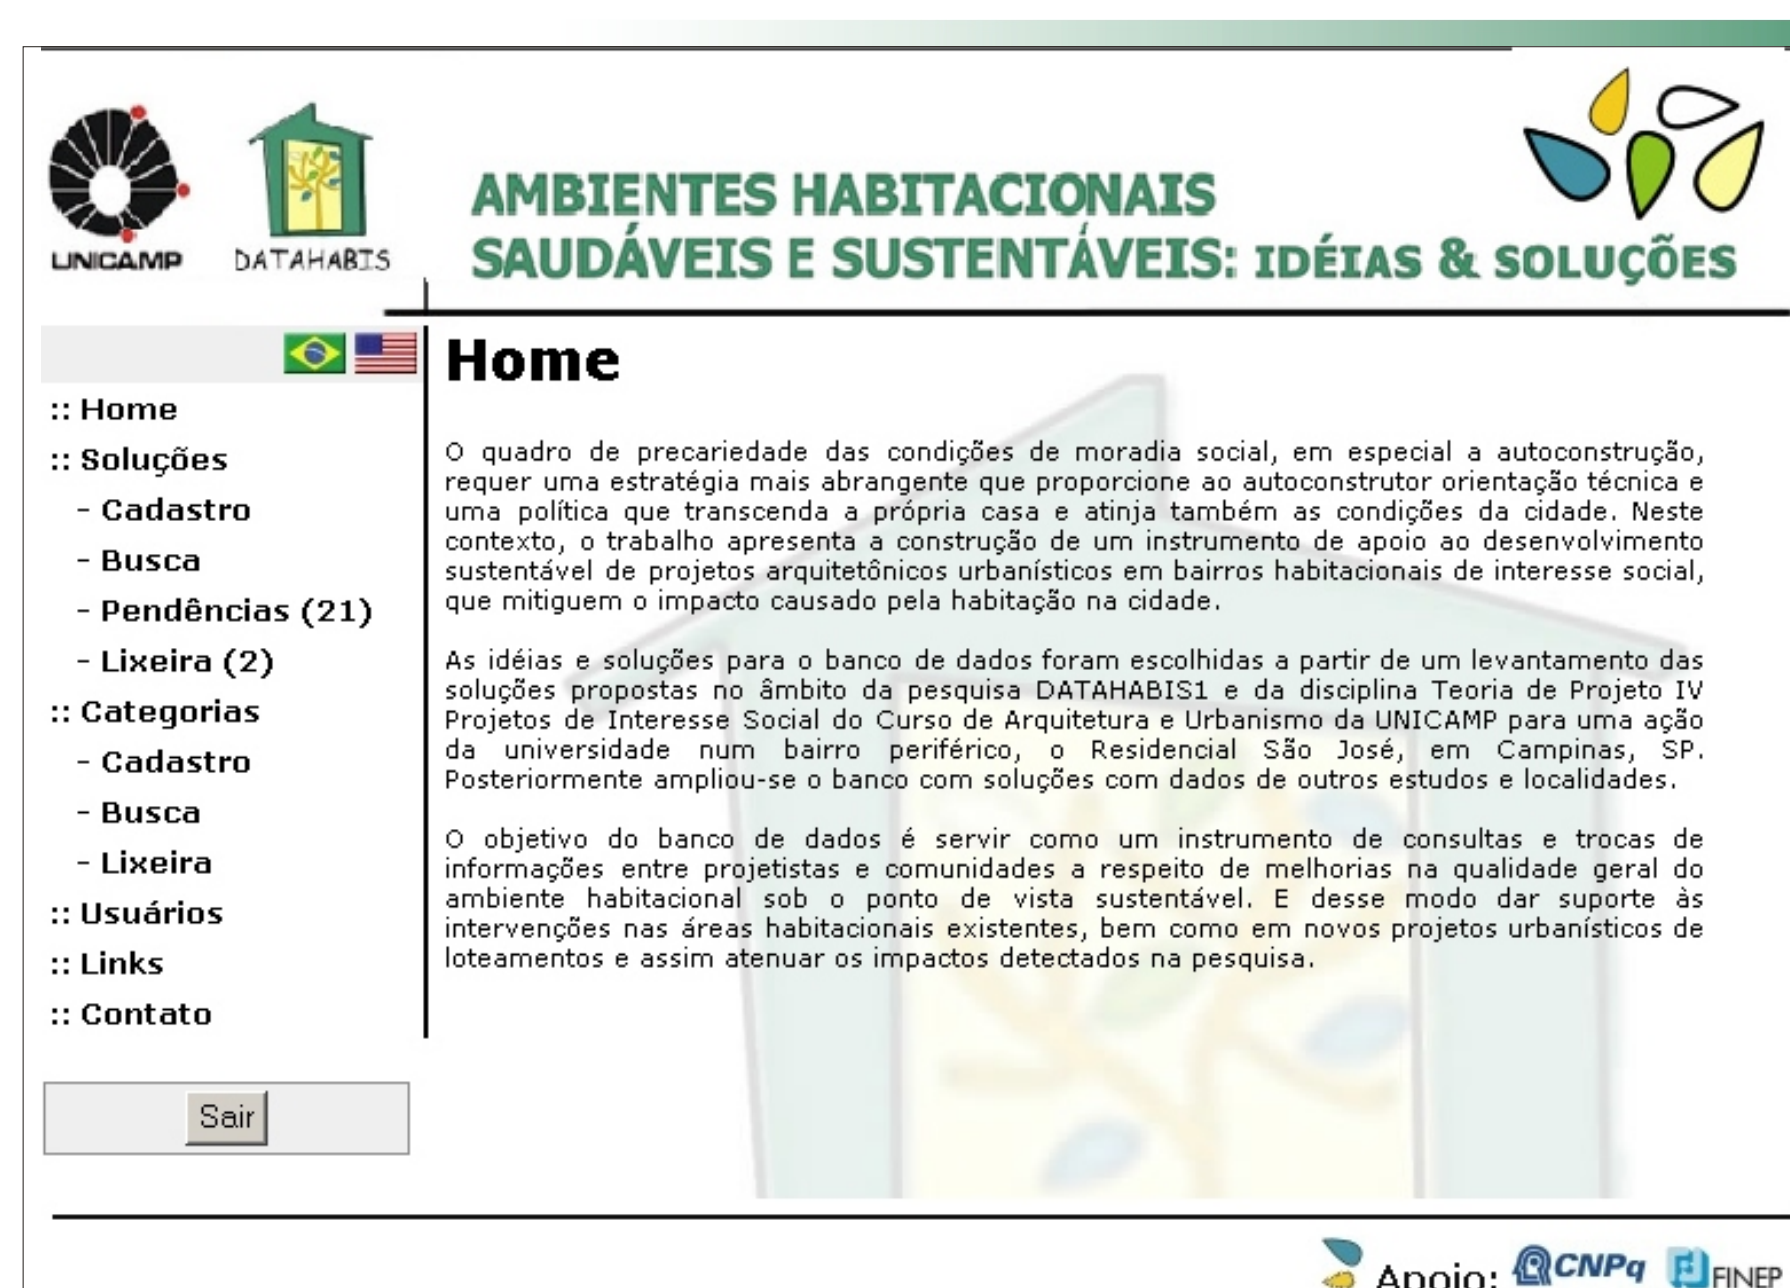 UNICAMP
DATAHABIS
AMBIENTES HABITACIONAIS
SAUDÁVEIS E SUSTENTÁVEIS: IDÉIAS & SOLUÇÕES
:: Home
:: Soluções
- Cadastro
- Busca
- Pendências (21)
- Lixeira (2)
:: Categorias
- Cadastro
- Busca
- Lixeira
:: Usuários
:: Links
:: Contato
Sair
Home
O quadro de precariedade das condições de moradia social, em especial a autoconstrução,
requer uma estratégia mais abrangente que proporcione ao autoconstrutor orientação técnica e
uma política que transcenda a própria casa e atinja também as condições da cidade. Neste
contexto, o trabalho apresenta a construção de um instrumento de apoio ao desenvolvimento
sustentável de projetos arquitetônicos urbanísticos em bairros habitacionais de interesse social,
que mitiguem o impacto causado pela habitação na cidade.
As idéias e soluções para o banco de dados foram escolhidas a partir de um levantamento das
soluções propostas no âmbito da pesquisa DATAHABIS1 e da disciplina Teoria de Projeto IV
Projetos de Interesse Social do Curso de Arquitetura e Urbanismo da UNICAMP para uma ação
da universidade num bairro periférico, o Residencial São José, em Campinas, SP.
Posteriormente ampliou-se o banco com soluções com dados de outros estudos e localidades.
O objetivo do banco de dados é servir como um instrumento de consultas e trocas de
informações entre projetistas e comunidades a respeito de melhorias na qualidade geral do
ambiente habitacional sob o ponto de vista sustentável. E desse modo dar suporte às
intervenções nas áreas habitacionais existentes, bem como em novos projetos urbanísticos de
loteamentos e assim atenuar os impactos detectados na pesquisa.
Apoio: CNPq FINEP